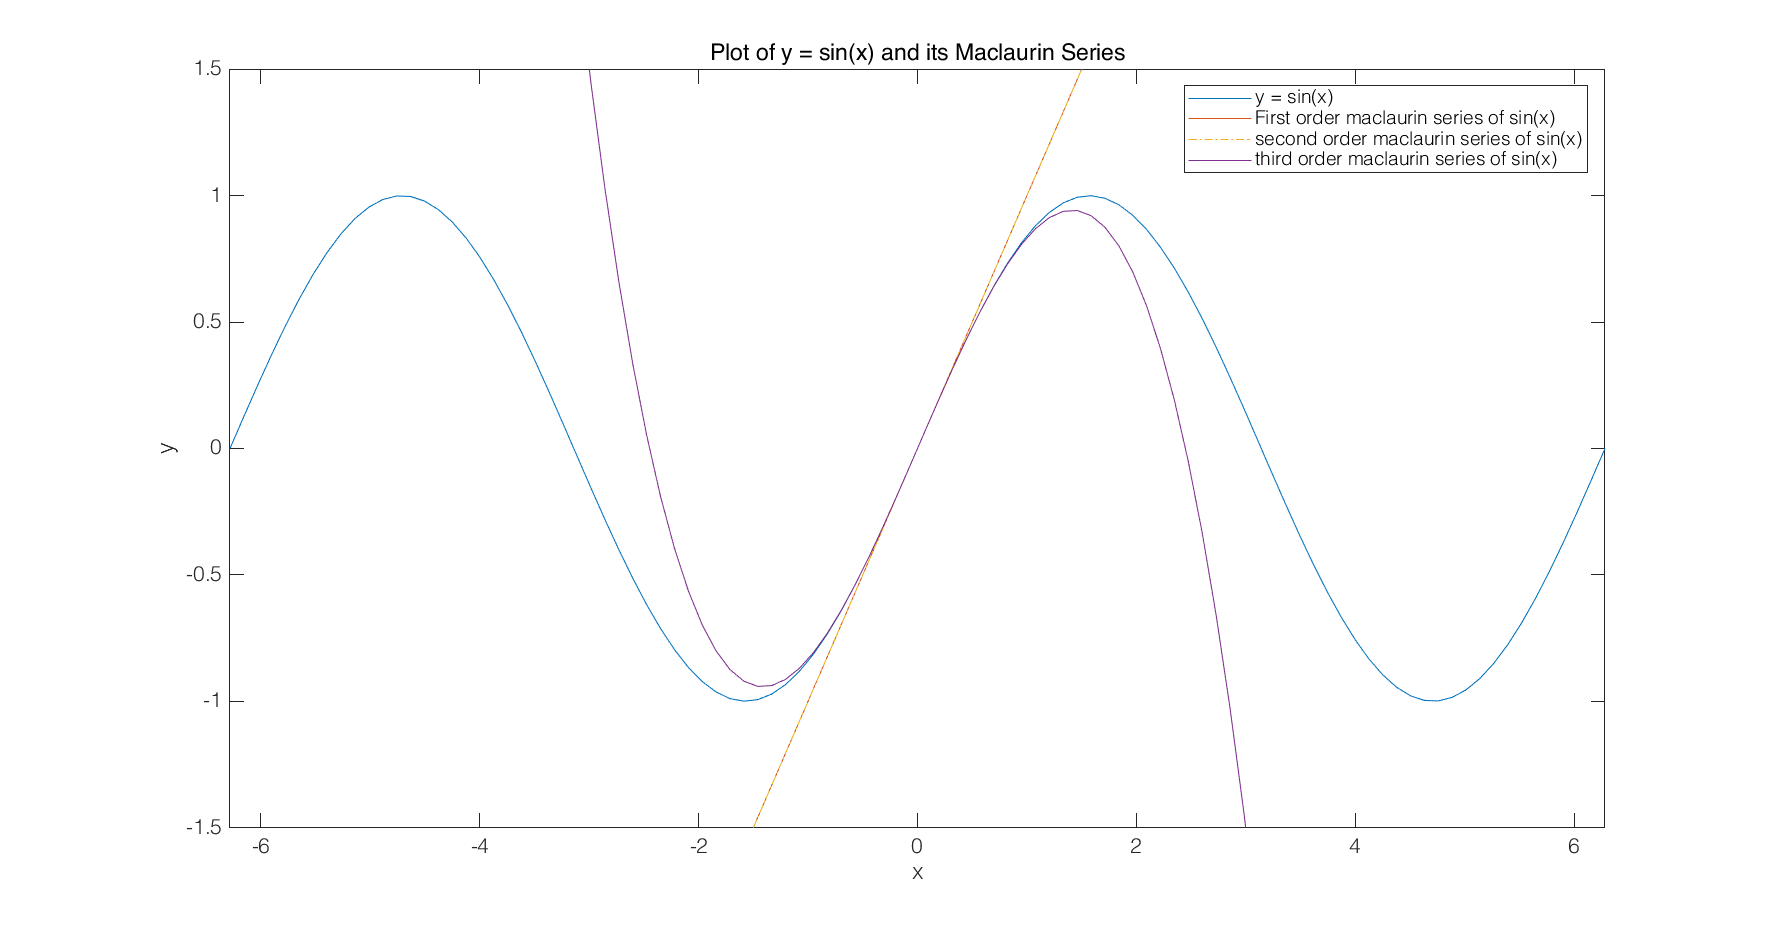 Plot of y = sin(x) and its Maclaurin Series
y = sin(x)
First order maclaurin series of sin(x)
second order maclaurin series of sin(x)
third order maclaurin series of sin(x)
1.5
1
0.5
0
-0.5
-1
-1.5
y
-6
-4
-2
0
2
4
6
x